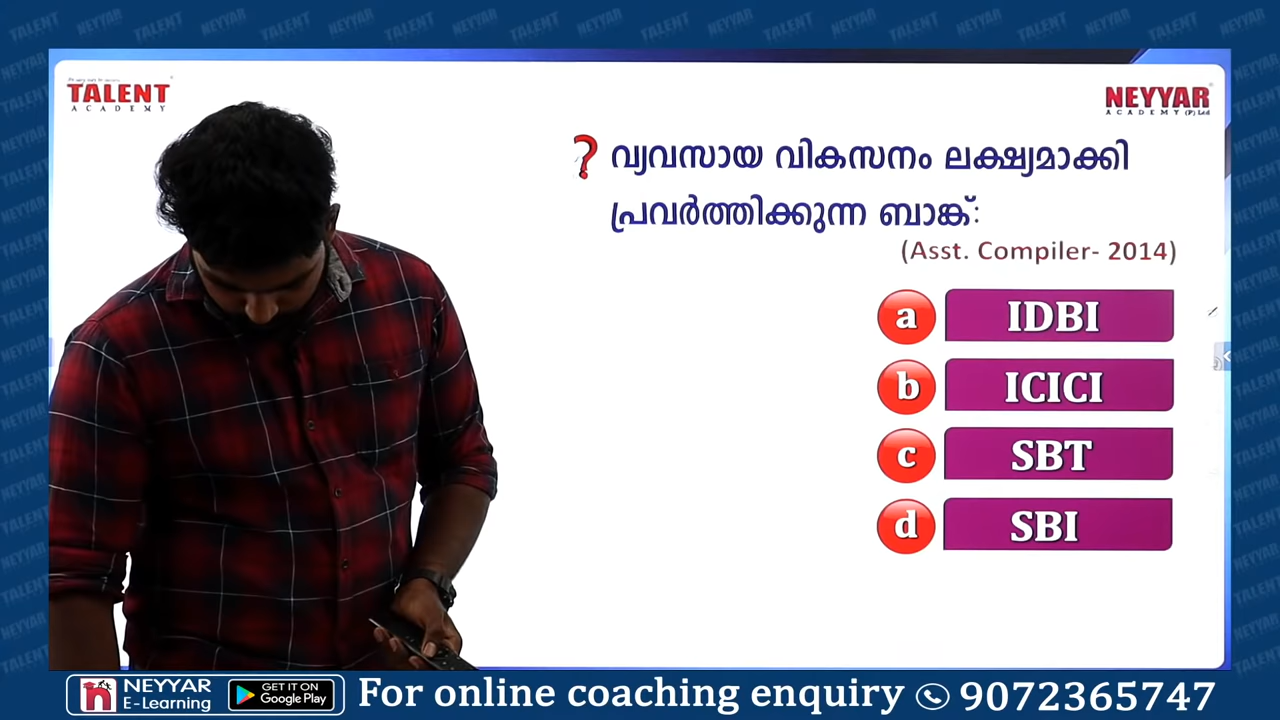 TALENT
ACADEMY
NEYYAR
ACADEMY (P) Ltd
? വ്യവസായ വികസനം ലക്ഷ്യമാക്കി
പ്രവർത്തിക്കുന്ന ബാങ്ക്:
(Asst. Compiler- 2014)
a IDBI
b ICICI
c SBT
d SBI
NEYYAR
E-Learning
GET IT ON
Google Play
For online coaching enquiry 9072365747